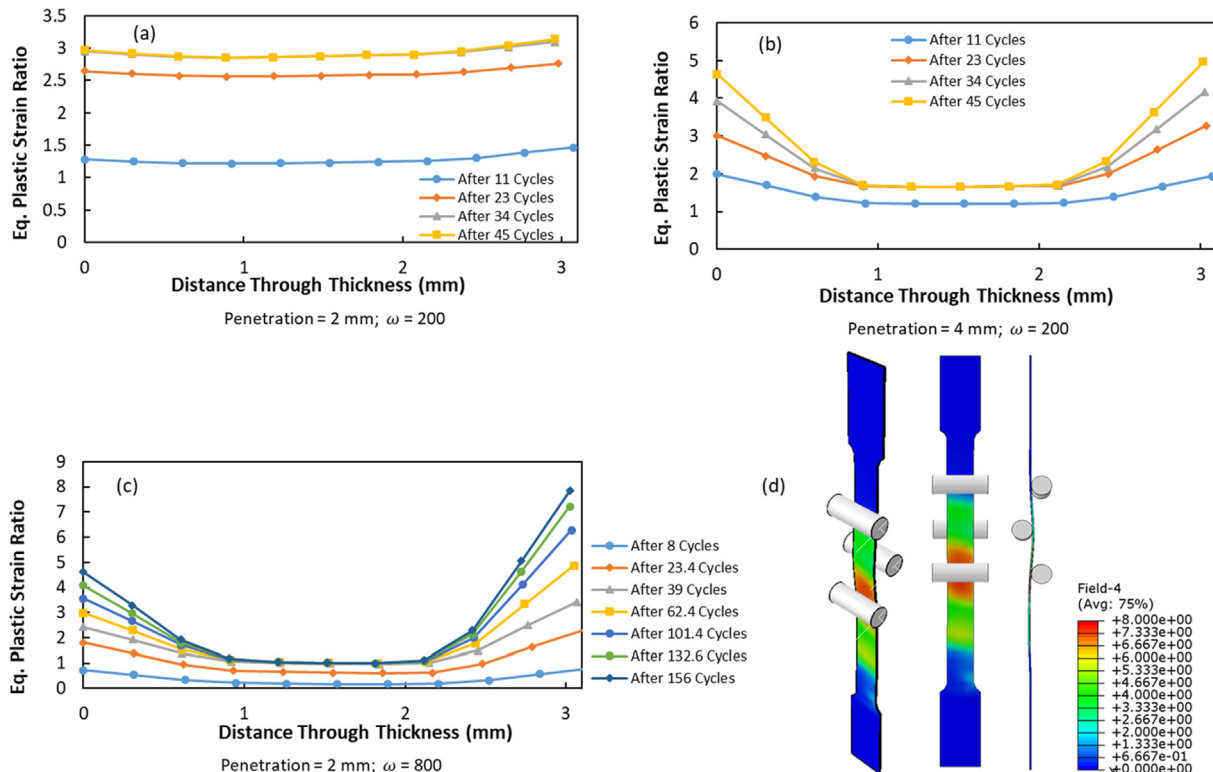 (a)
Eq. Plastic Strain Ratio
3.5
3
2.5
2
1.5
1
0.5
0
0 1 2 3
After 11 Cycles
After 23 Cycles
After 34 Cycles
After 45 Cycles
Distance Through Thickness (mm)
Penetration = 2 mm; ω = 200
(b)
Eq. Plastic Strain Ratio
6
5
4
3
2
1
0
0 1 2 3
After 11 Cycles
After 23 Cycles
After 34 Cycles
After 45 Cycles
Distance Through Thickness (mm)
Penetration = 4 mm; ω = 200
(c)
Eq. Plastic Strain Ratio
9
8
7
6
5
4
3
2
1
0
0 1 2 3
After 8 Cycles
After 23.4 Cycles
After 39 Cycles
After 62.4 Cycles
After 101.4 Cycles
After 132.6 Cycles
After 156 Cycles
Distance Through Thickness (mm)
Penetration = 2 mm; ω = 800
(d)
Field-4
(Avg: 75%)
+8.000e+00
+7.333e+00
+6.667e+00
+6.000e+00
+5.333e+00
+4.667e+00
+4.000e+00
+3.333e+00
+2.667e+00
+2.000e+00
+1.333e+00
+6.667e-01
+0.000e+00